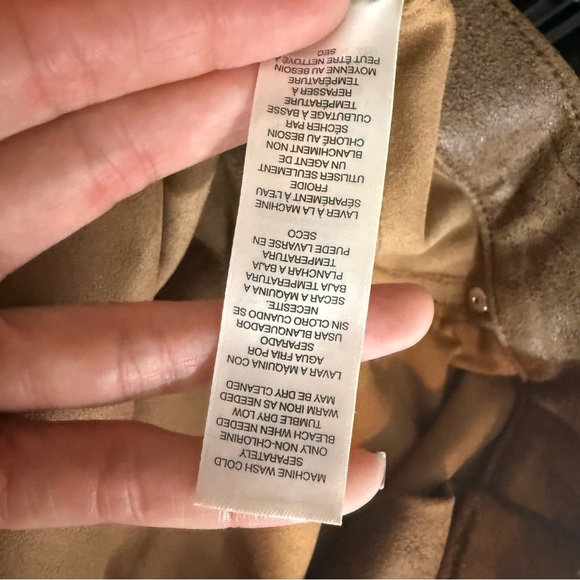 MACHINE WASH COLD
SEPARATELY
ONLY NON-CHLORINE
BLEACH WHEN NEEDED
TUMBLE DRY LOW
WARM IRON AS NEEDED
MAY BE DRY CLEANED
LAVAR A MAQUINA CON
AGUA FRIA POR
SEPARADO
USAR BLANQUEADOR
SIN CLORO CUANDO SE
NECESITE.
SECAR A MAQUINA A
BAJA TEMPERATURA
PLANCHAR A BAJA
TEMPERATURA
PUEDE LAVARSE EN
SECO
LAVER À LA MACHINE
SÉPARÉMENT À L'EAU
FROIDE
UTILISER SEULEMENT
UN AGENT DE
BLANCHIMENT NON
CHLORÉ AU BESOIN
SÉCHER PAR
CULBUTAGE À BASSE
TEMPÉRATURE
REPASSER À
TEMPÉRATURE
MOYENNE AU BESOIN
PEUT ÊTRE NETTOYÉ À
SEC